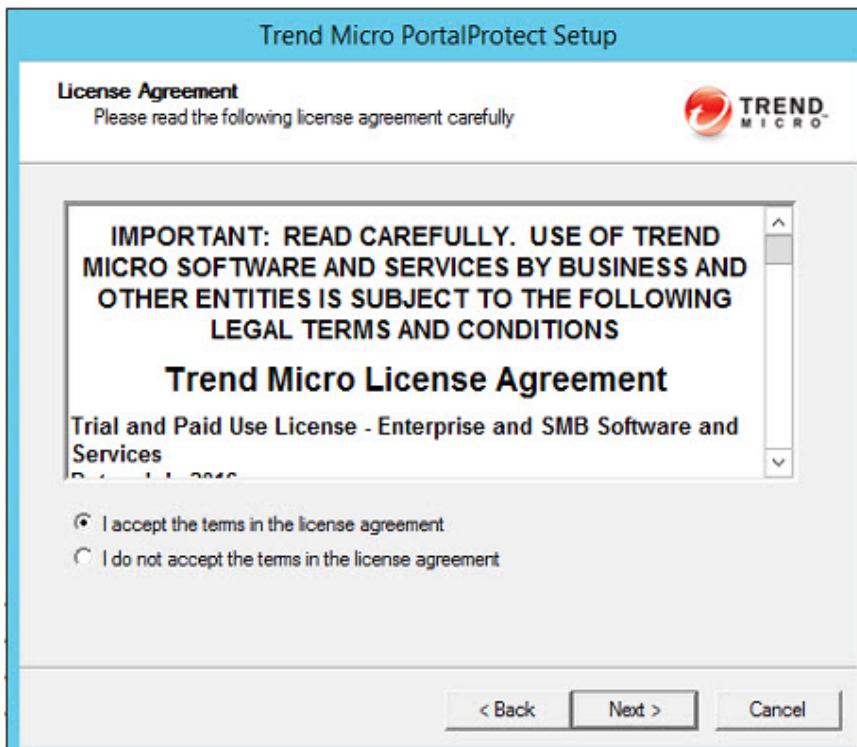 Trend Micro PortalProtect Setup
License Agreement
Please read the following license agreement carefully
TREND
MICRO
IMPORTANT: READ CAREFULLY. USE OF TREND
MICRO SOFTWARE AND SERVICES BY BUSINESS AND
OTHER ENTITIES IS SUBJECT TO THE FOLLOWING
LEGAL TERMS AND CONDITIONS
Trend Micro License Agreement
Trial and Paid Use License - Enterprise and SMB Software and
Services
I accept the terms in the license agreement
I do not accept the terms in the license agreement
< Back
Next >
Cancel